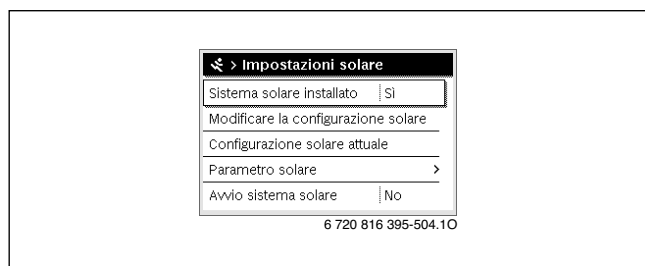 > Impostazioni solare
Sistema solare installato Sì
Modificare la configurazione solare
Configurazione solare attuale
Parametro solare >
Avvio sistema solare No
6 720 816 395-504.1O